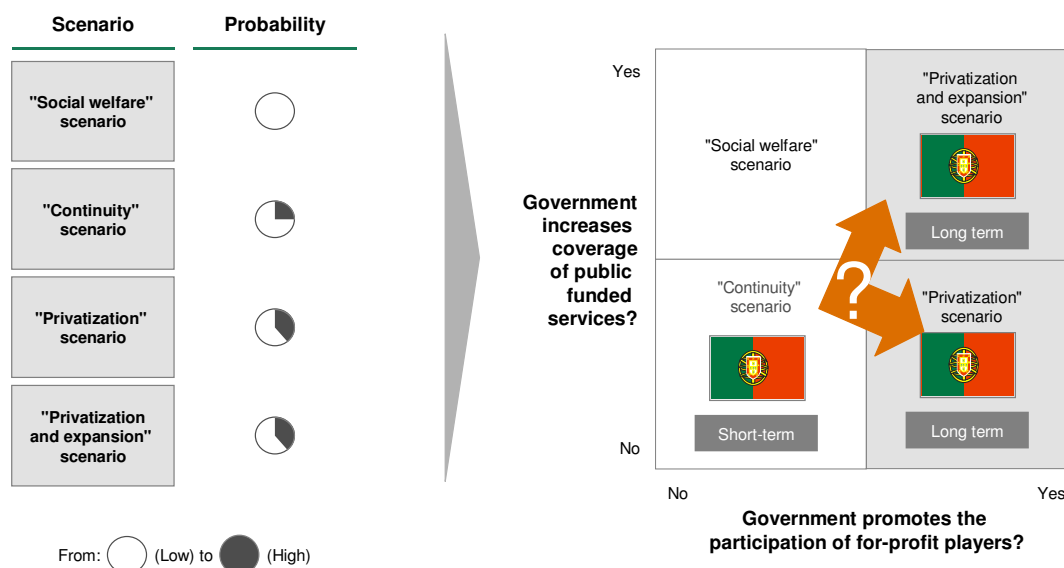 Scenario
Probability
"Social welfare"
scenario
"Continuity"
scenario
"Privatization"
scenario
"Privatization
and expansion"
scenario
From:
(Low) to
(High)
Government
increases
coverage
of public
funded
services?
Yes
No
"Social welfare"
scenario
"Privatization
and expansion"
scenario
Long term
"Continuity"
scenario
Short-term
?
"Privatization"
scenario
Long term
No
Yes
Government promotes the
participation of for-profit players?